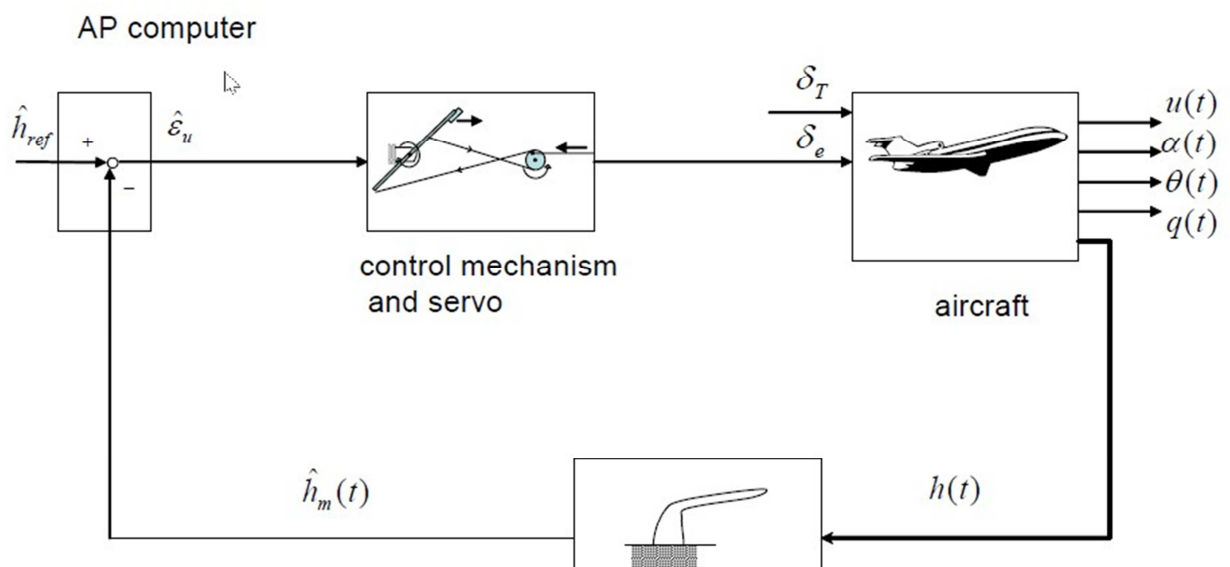 AP computer
ĥ_ref
+
−
ε̂_u
δ_T
δ_e
u(t)
α(t)
θ(t)
q(t)
control mechanism
and servo
aircraft
ĥ_m(t)
h(t)